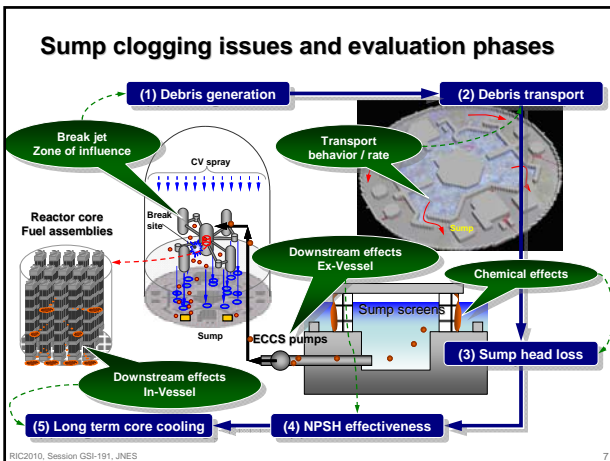 Sump clogging issues and evaluation phases
(1) Debris generation
(2) Debris transport
Break jet
Zone of influence
Transport
behavior / rate
CV spray
Reactor core
Fuel assemblies
Break
site
Sump
Downstream effects
Ex-Vessel
Chemical effects
Sump screens
Sump
ECCS pumps
(3) Sump head loss
Downstream effects
In-Vessel
(5) Long term core cooling
(4) NPSH effectiveness
RIC2010, Session GSI-191, JNES
7